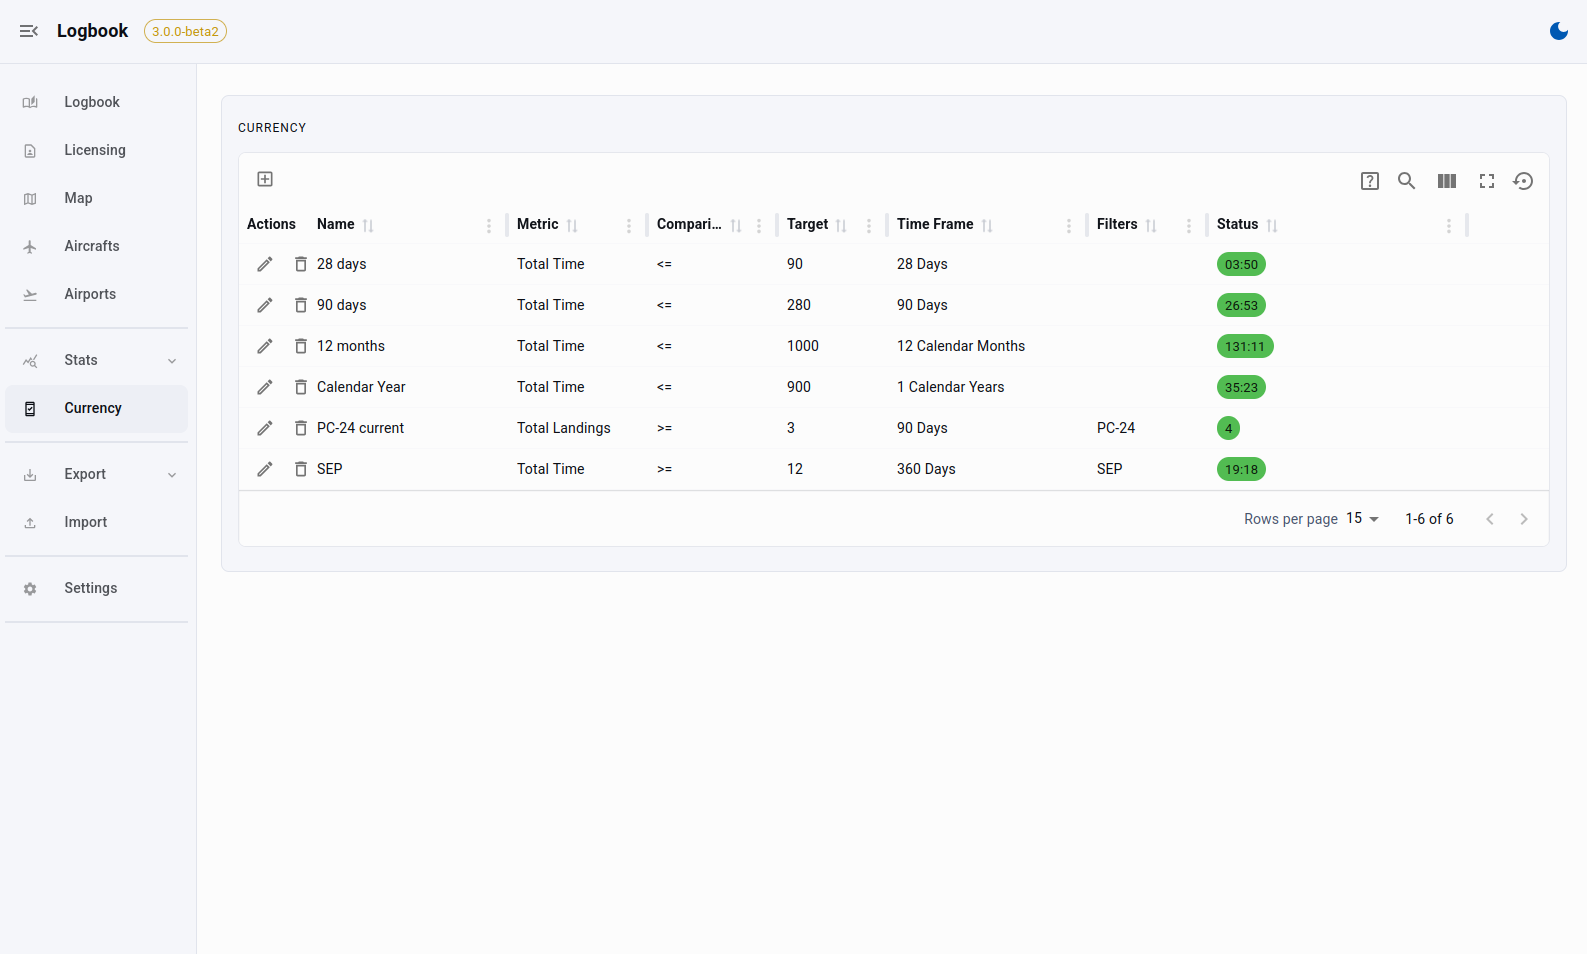 Logbook 3.0.0-beta2
Logbook
Licensing
Map
Aircrafts
Airports
Stats
Currency
Export
Import
Settings
CURRENCY
Actions Name Metric Compari... Target Time Frame Filters Status
28 days Total Time <= 90 28 Days 03:50
90 days Total Time <= 280 90 Days 26:53
12 months Total Time <= 1000 12 Calendar Months 131:11
Calendar Year Total Time <= 900 1 Calendar Years 35:23
PC-24 current Total Landings >= 3 90 Days PC-24 4
SEP Total Time >= 12 360 Days SEP 19:18
Rows per page 15 1-6 of 6